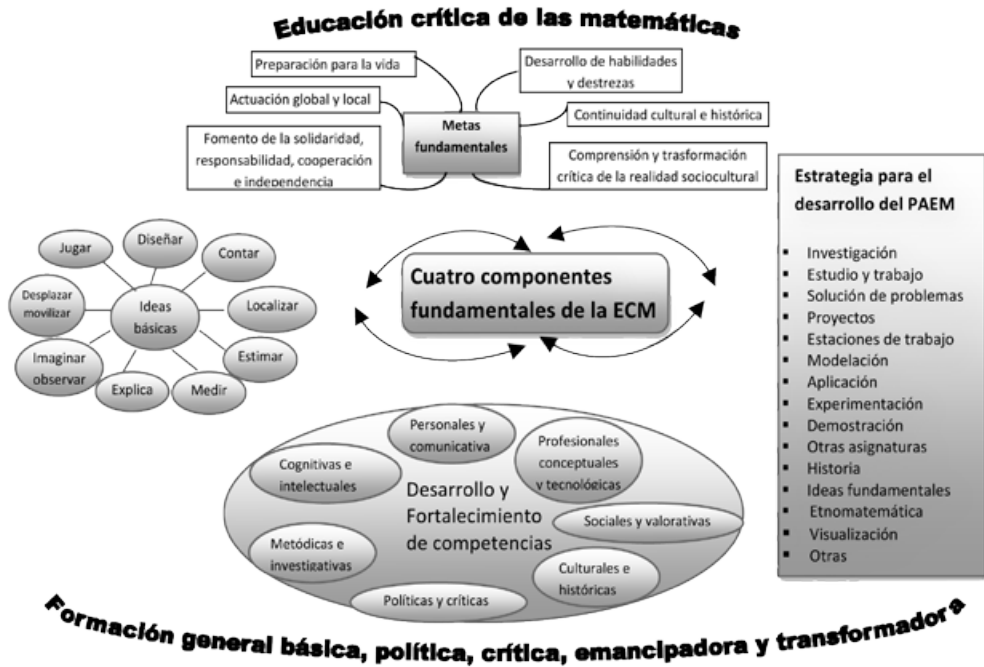 Educación crítica de las matemáticas
Preparación para la vida
Desarrollo de habilidades
y destrezas
Actuación global y local
Continuidad cultural e histórica
Metas
fundamentales
Fomento de la solidaridad,
responsabilidad, cooperación
e independencia
Comprensión y trasformación
crítica de la realidad sociocultural
Estrategia para el
desarrollo del PAEM
▪ Investigación
▪ Estudio y trabajo
▪ Solución de problemas
▪ Proyectos
▪ Estaciones de trabajo
▪ Modelación
▪ Aplicación
▪ Experimentación
▪ Demostración
▪ Otras asignaturas
▪ Historia
▪ Ideas fundamentales
▪ Etnomatemática
▪ Visualización
▪ Otras
Jugar
Diseñar
Contar
Desplazar
movilizar
Ideas
básicas
Localizar
Imaginar
observar
Estimar
Explica
Medir
Cuatro componentes
fundamentales de la ECM
Personales y
comunicativa
Profesionales
conceptuales
y tecnológicas
Cognitivas e
intelectuales
Desarrollo y
Fortalecimiento
de competencias
Sociales y valorativas
Metódicas e
investigativas
Culturales e
históricas
Políticas y críticas
Formación general básica, política, crítica, emancipadora y transformadora